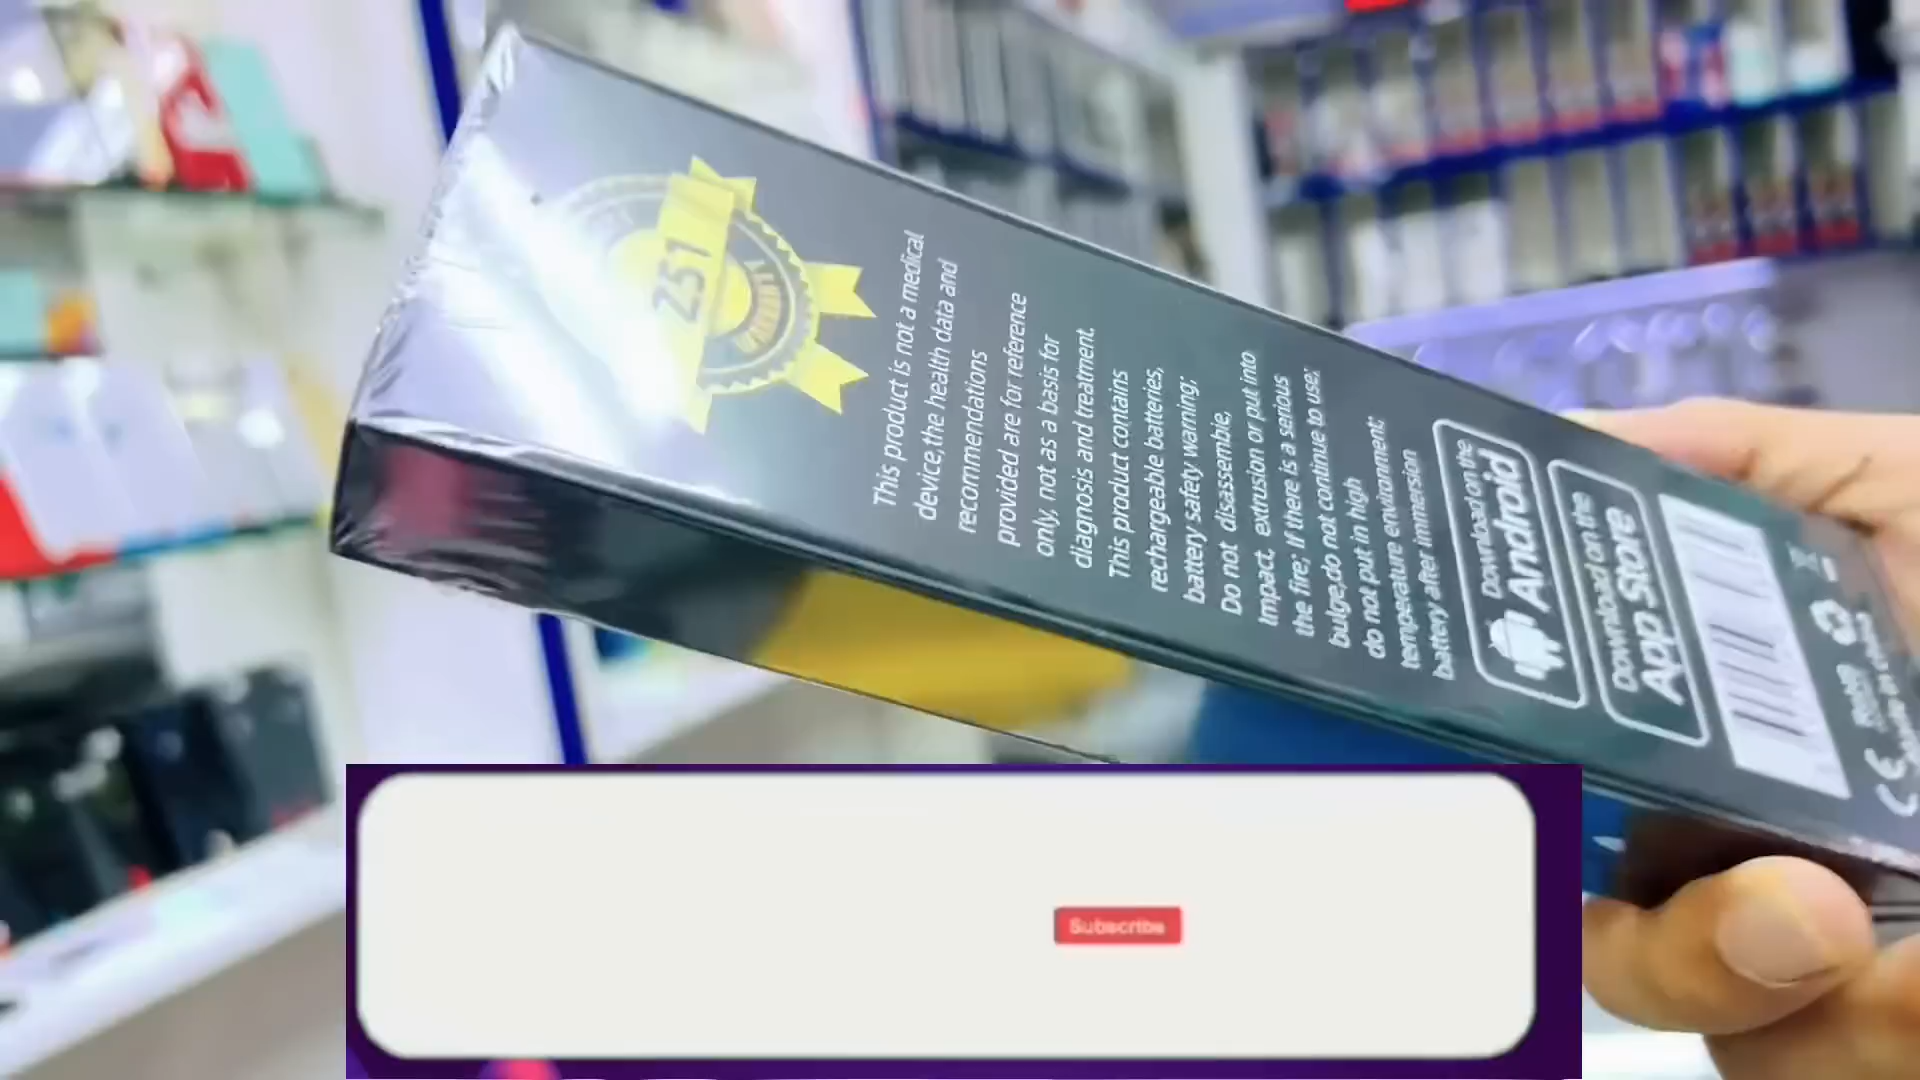 251
This product is not a medical
device,the health data and
recommendations
provided are for reference
only, not as a basis for
diagnosis and treatment.
This product contains
rechargeable batteries,
battery safety warning;
Do not disassemble,
Impact, extrusion or put into
the fire; if there is a serious
bulge,do not continue to use;
do not put in high
temperature environment;
battery after immersion
Download on the
Android
Download on the
App Store
CE
RoHS
Subscribe